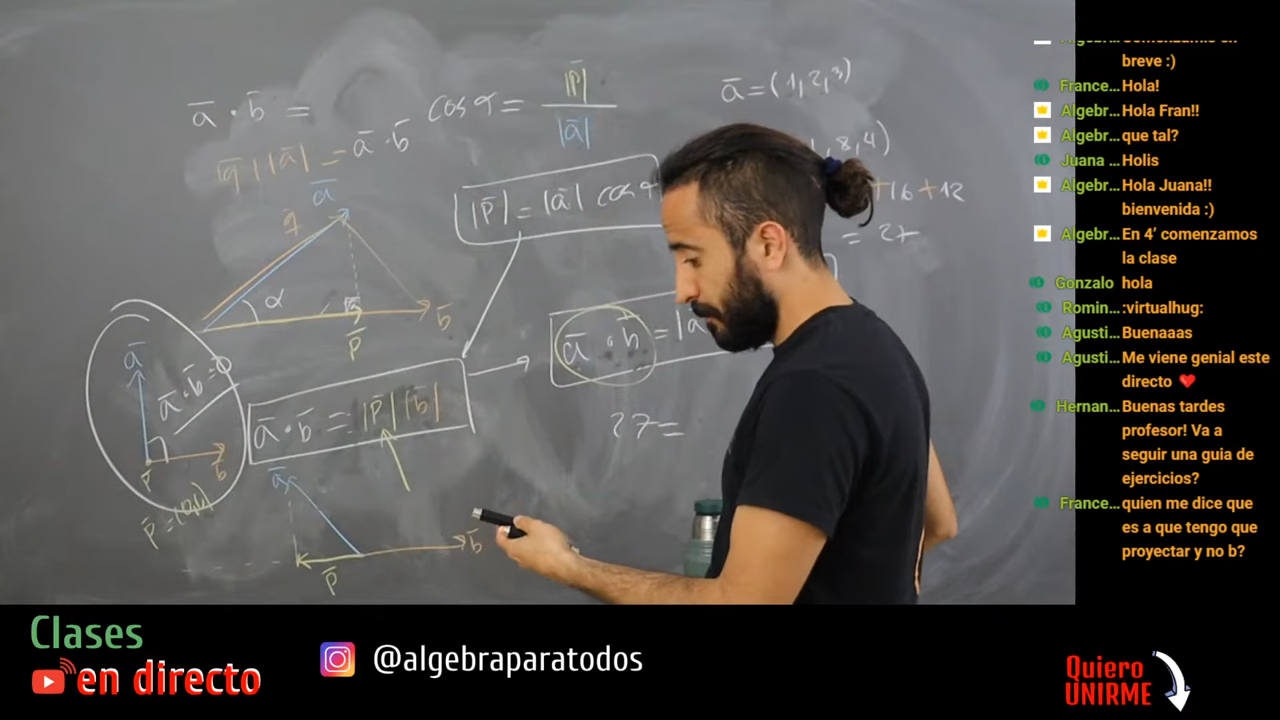 a̅ · b̅ =
cos α = |p̅| / |a̅|
a̅ = (1,2,3)
|q̅| |a̅| = a̅ · b̅
, 8, 4)
|p̅| = |a̅| cos α
+16+12
= 27
a̅
q̅
α
b̅
p̅
a̅
a̅ · b̅ = 0
b̅
p̅
a̅ · b̅ = |p̅| |b̅|
a̅ · b̅ = |a
27 =
a̅
b̅
p̅
breve :)
France... Hola!
Algebr... Hola Fran!!
Algebr... que tal?
Juana ... Holis
Algebr... Hola Juana!!
bienvenida :)
Algebr... En 4' comenzamos
la clase
Gonzalo hola
Romin... :virtualhug:
Agusti... Buenaaas
Agusti... Me viene genial este
directo ❤️
Hernan... Buenas tardes
profesor! Va a
seguir una guia de
ejercicios?
France... quien me dice que
es a que tengo que
proyectar y no b?
Clases
en directo
@algebraparatodos
Quiero
UNIRME